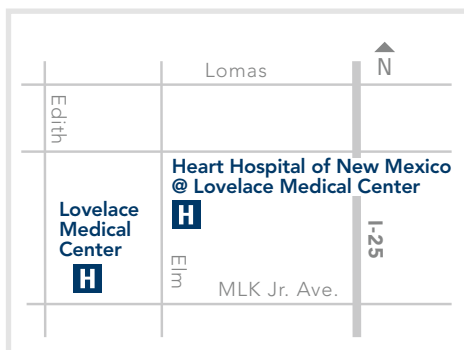 Lomas
N
Edith
Heart Hospital of New Mexico
@ Lovelace Medical Center
H
Lovelace
Medical
Center
H
Elm
I-25
MLK Jr. Ave.